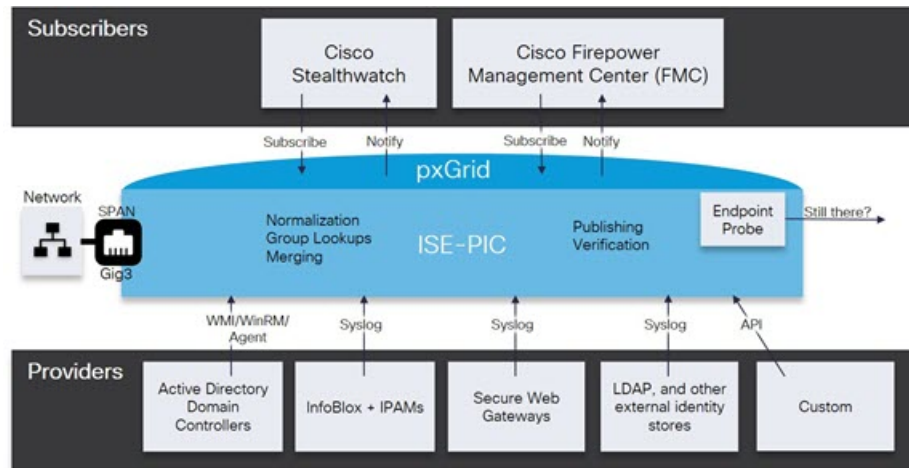 Subscribers
Cisco
Stealthwatch
Cisco Firepower
Management Center (FMC)
Subscribe
Notify
Subscribe
Notify
pxGrid
Network
SPAN
Gig3
Normalization
Group Lookups
Merging
ISE-PIC
Publishing
Verification
Endpoint
Probe
Still there?
WMI/WinRM/
Agent
Syslog
Syslog
Syslog
API
Providers
Active Directory
Domain
Controllers
InfoBlox + IPAMs
Secure Web
Gateways
LDAP, and other
external identity
stores
Custom